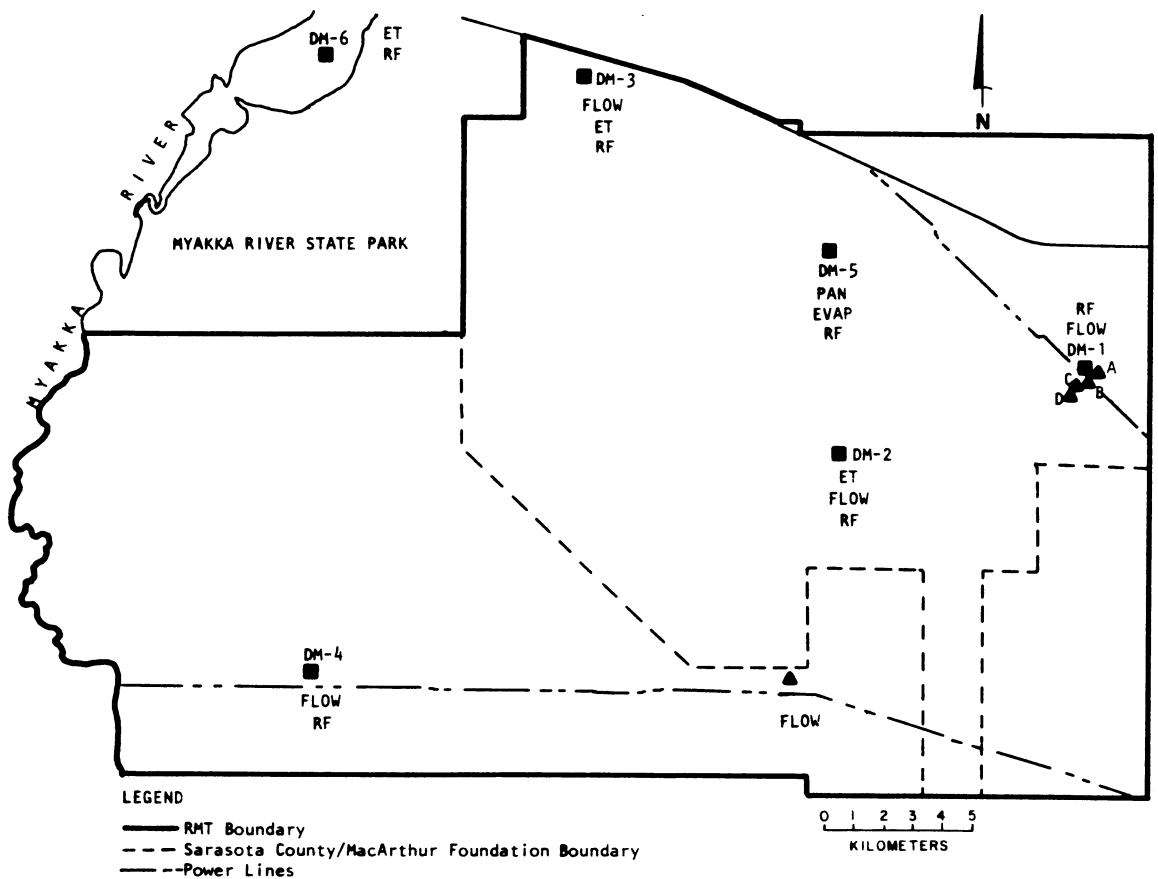 DM-6
ET
RF
DM-3
FLOW
ET
RF
N
RIVER
MYAKKA RIVER STATE PARK
DM-5
PAN
EVAP
RF
MYAKKA
RF
FLOW
DM-1
A
C
B
D
DM-2
ET
FLOW
RF
DM-4
FLOW
RF
FLOW
LEGEND
RMT Boundary
Sarasota County/MacArthur Foundation Boundary
Power Lines
0 1 2 3 4 5
KILOMETERS